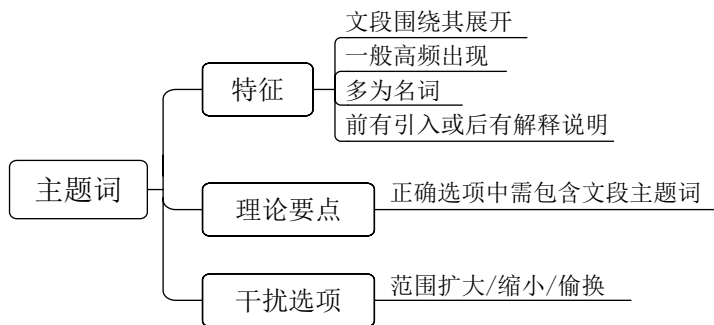 文段围绕其展开
一般高频出现
特征
多为名词
前有引入或后有解释说明
主题词
理论要点
正确选项中需包含文段主题词
干扰选项
范围扩大/缩小/偷换